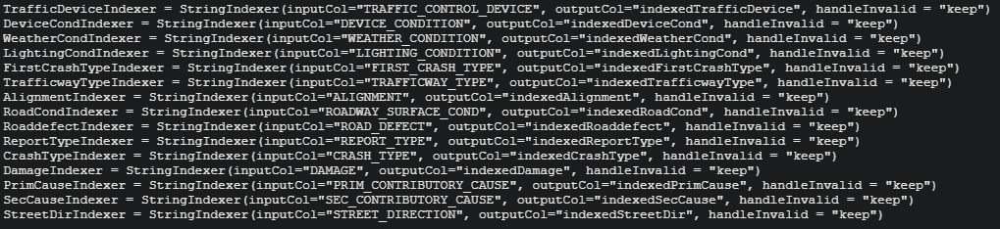 TrafficDeviceIndexer = StringIndexer(inputCol="TRAFFIC_CONTROL_DEVICE", outputCol="indexedTrafficDevice", handleInvalid = "keep")
DeviceCondIndexer = StringIndexer(inputCol="DEVICE_CONDITION", outputCol="indexedDeviceCond", handleInvalid = "keep")
WeatherCondIndexer = StringIndexer(inputCol="WEATHER_CONDITION", outputCol="indexedWeatherCond", handleInvalid = "keep")
LightingCondIndexer = StringIndexer(inputCol="LIGHTING_CONDITION", outputCol="indexedLightingCond", handleInvalid = "keep")
FirstCrashTypeIndexer = StringIndexer(inputCol="FIRST_CRASH_TYPE", outputCol="indexedFirstCrashType", handleInvalid = "keep")
TrafficwayTypeIndexer = StringIndexer(inputCol="TRAFFICWAY_TYPE", outputCol="indexedTrafficwayType", handleInvalid = "keep")
AlignmentIndexer = StringIndexer(inputCol="ALIGNMENT", outputCol="indexedAlignment", handleInvalid = "keep")
RoadCondIndexer = StringIndexer(inputCol="ROADWAY_SURFACE_COND", outputCol="indexedRoadCond", handleInvalid = "keep")
RoaddefectIndexer = StringIndexer(inputCol="ROAD_DEFECT", outputCol="indexedRoaddefect", handleInvalid = "keep")
ReportTypeIndexer = StringIndexer(inputCol="REPORT_TYPE", outputCol="indexedReportType", handleInvalid = "keep")
CrashTypeIndexer = StringIndexer(inputCol="CRASH_TYPE", outputCol="indexedCrashType", handleInvalid = "keep")
DamageIndexer = StringIndexer(inputCol="DAMAGE", outputCol="indexedDamage", handleInvalid = "keep")
PrimCauseIndexer = StringIndexer(inputCol="PRIM_CONTRIBUTORY_CAUSE", outputCol="indexedPrimCause", handleInvalid = "keep")
SecCauseIndexer = StringIndexer(inputCol="SEC_CONTRIBUTORY_CAUSE", outputCol="indexedSecCause", handleInvalid = "keep")
StreetDirIndexer = StringIndexer(inputCol="STREET_DIRECTION", outputCol="indexedStreetDir", handleInvalid = "keep")